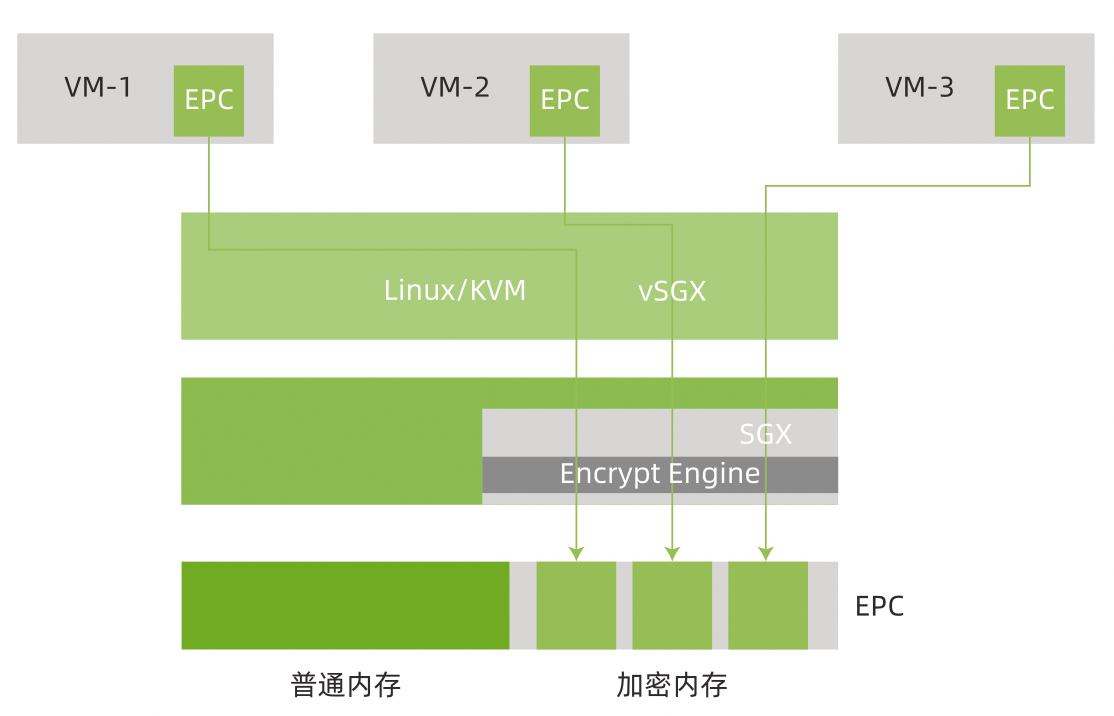 VM-1
EPC
VM-2
EPC
VM-3
EPC
Linux/KVM
vSGX
SGX
Encrypt Engine
EPC
普通内存
加密内存